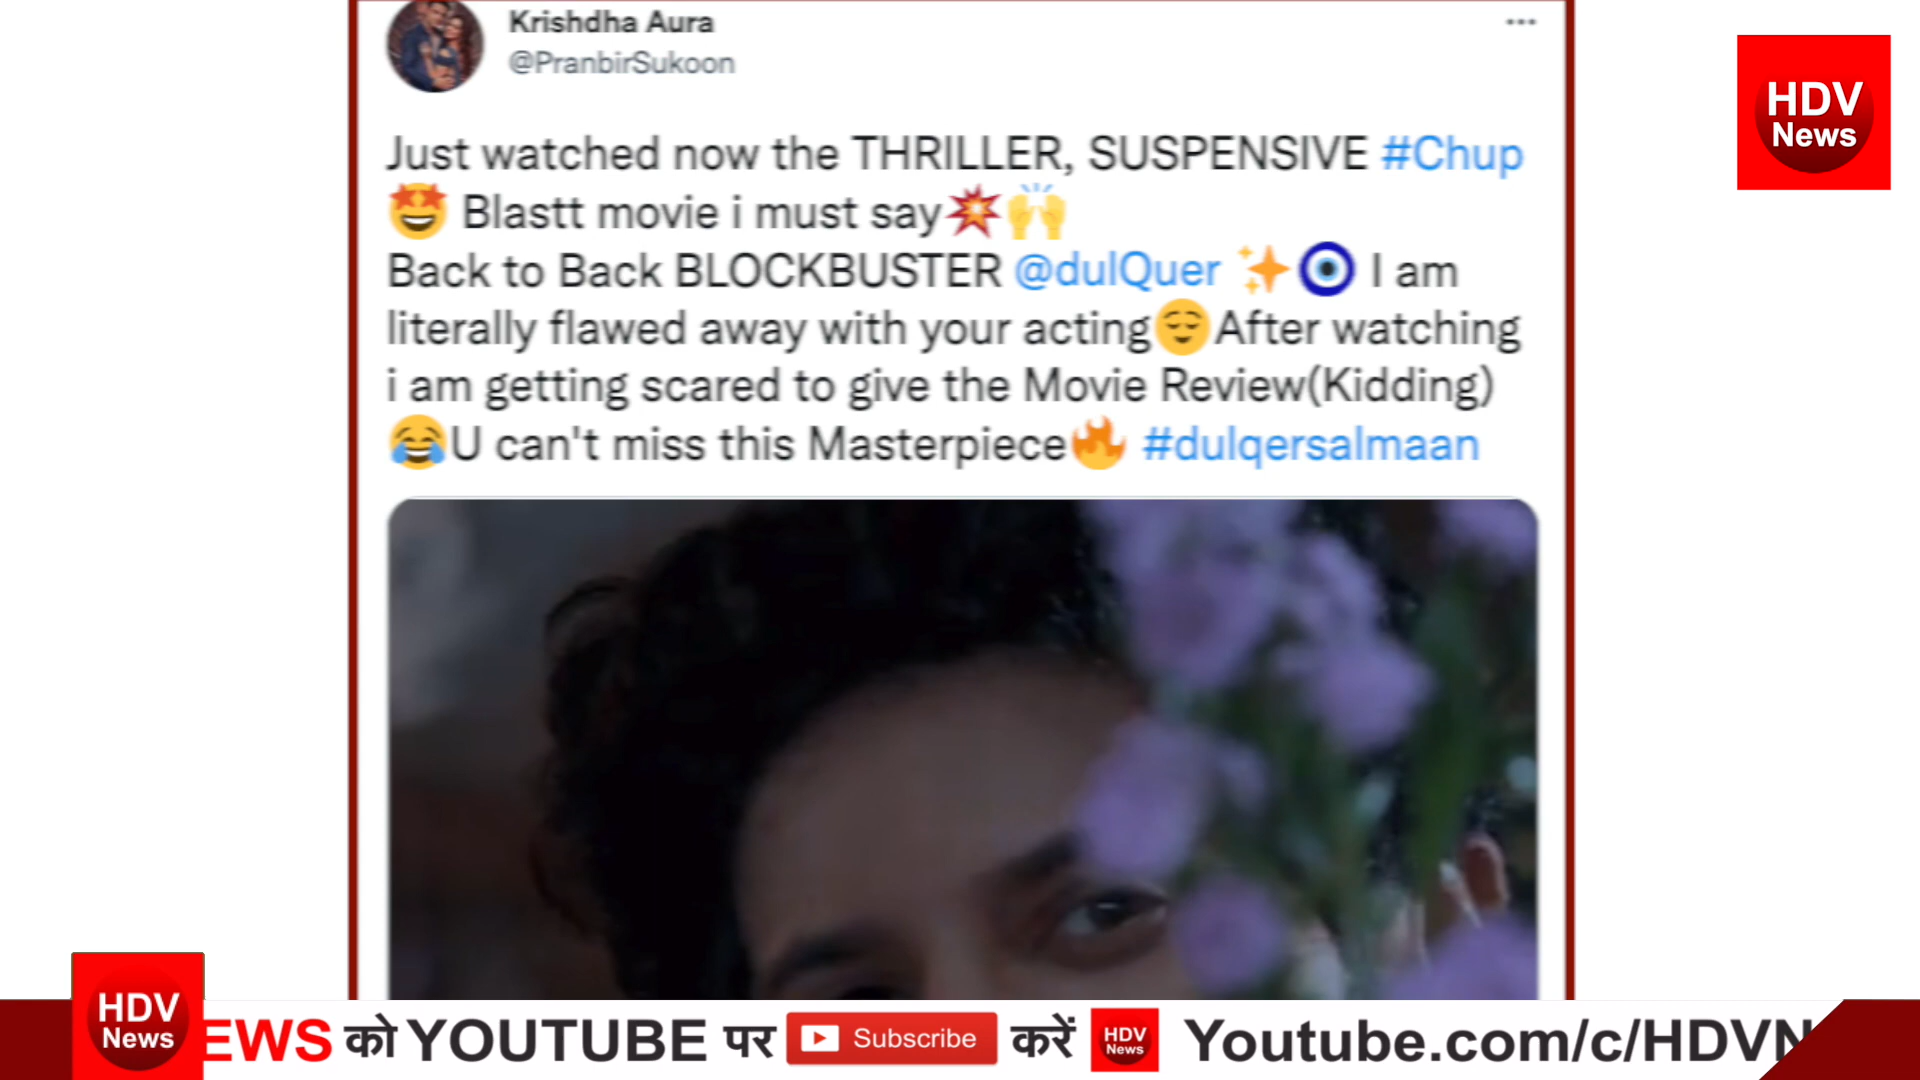 Krishdha Aura
@PranbirSukoon
HDV
News
Just watched now the THRILLER, SUSPENSIVE #Chup
🤩 Blastt movie i must say💥🙌
Back to Back BLOCKBUSTER @dulQuer ✨🧿 I am
literally flawed away with your acting😌After watching
i am getting scared to give the Movie Review(Kidding)
😂U can't miss this Masterpiece🔥 #dulqersalmaan
HDV
News
EWS को YOUTUBE पर Subscribe करें HDV News Youtube.com/c/HDVN